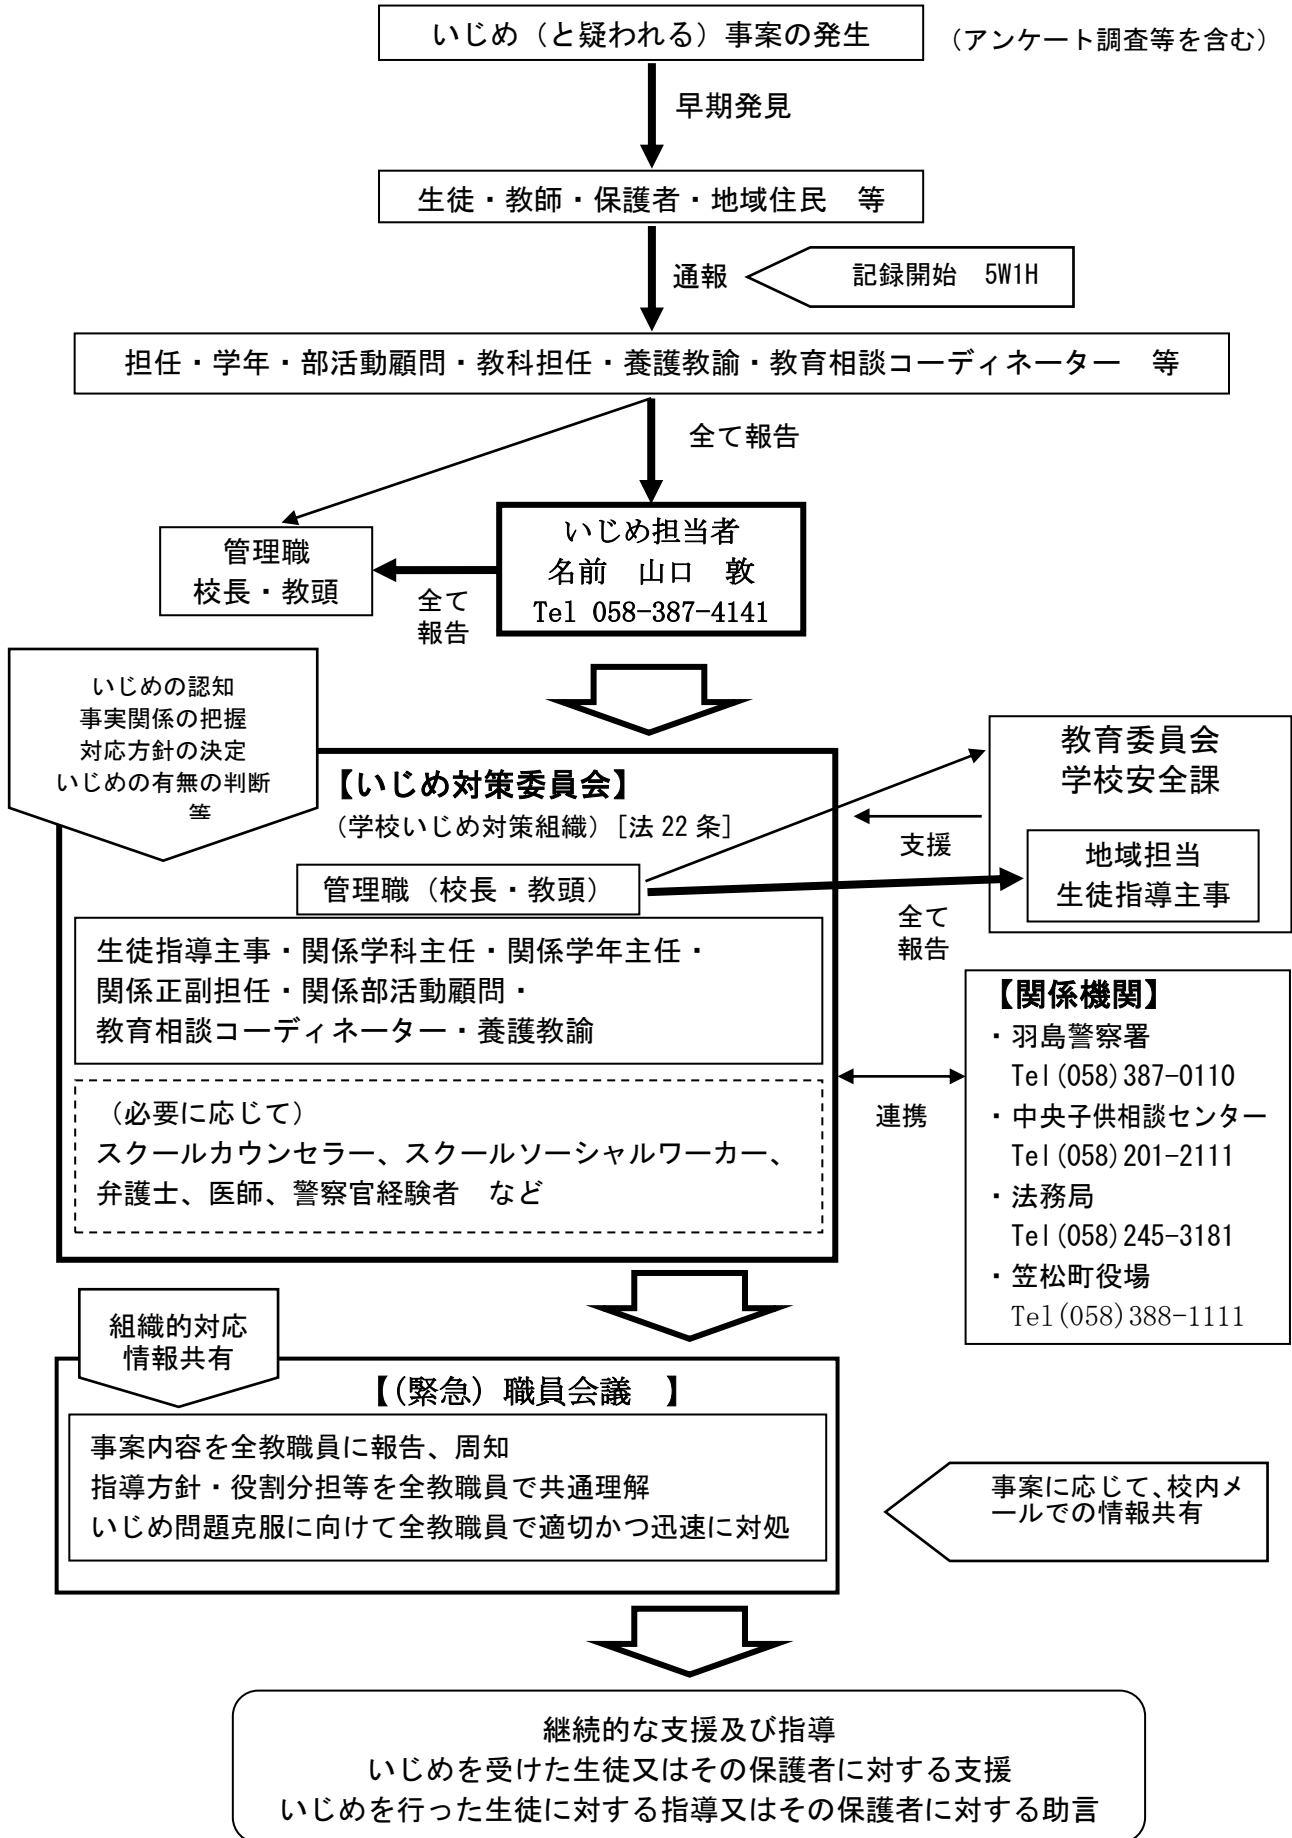 いじめ（と疑われる）事案の発生
（アンケート調査等を含む）
早期発見
生徒・教師・保護者・地域住民　等
通報
記録開始　5W1H
担任・学年・部活動顧問・教科担任・養護教諭・教育相談コーディネーター　等
全て報告
いじめ担当者
名前　山口　敦
Tel 058-387-4141
管理職
校長・教頭
全て
報告
いじめの認知
事実関係の把握
対応方針の決定
いじめの有無の判断
等
【いじめ対策委員会】
（学校いじめ対策組織）［法 22 条］
管理職（校長・教頭）
教育委員会
学校安全課
支援
地域担当
生徒指導主事
全て
報告
生徒指導主事・関係学科主任・関係学年主任・
関係正副担任・関係部活動顧問・
教育相談コーディネーター・養護教諭
（必要に応じて）
スクールカウンセラー、スクールソーシャルワーカー、
弁護士、医師、警察官経験者　など
連携
【関係機関】
・羽島警察署
Tel(058)387-0110
・中央子供相談センター
Tel(058)201-2111
・法務局
Tel(058)245-3181
・笠松町役場
Tel(058)388-1111
組織的対応
情報共有
【（緊急）職員会議　】
事案内容を全教職員に報告、周知
指導方針・役割分担等を全教職員で共通理解
いじめ問題克服に向けて全教職員で適切かつ迅速に対処
事案に応じて、校内メ
ールでの情報共有
継続的な支援及び指導
いじめを受けた生徒又はその保護者に対する支援
いじめを行った生徒に対する指導又はその保護者に対する助言